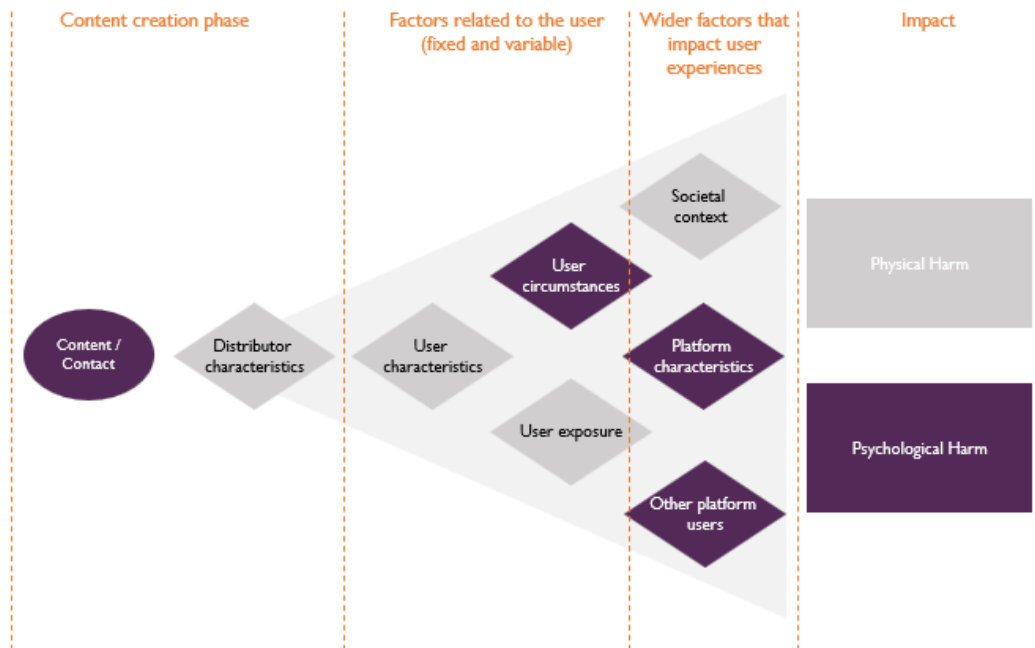 Content creation phase
Factors related to the user
(fixed and variable)
Wider factors that
impact user
experiences
Impact
Societal
context
User
circumstances
Physical Harm
Content /
Contact
Distributor
characteristics
User
characteristics
Platform
characteristics
User exposure
Psychological Harm
Other platform
users